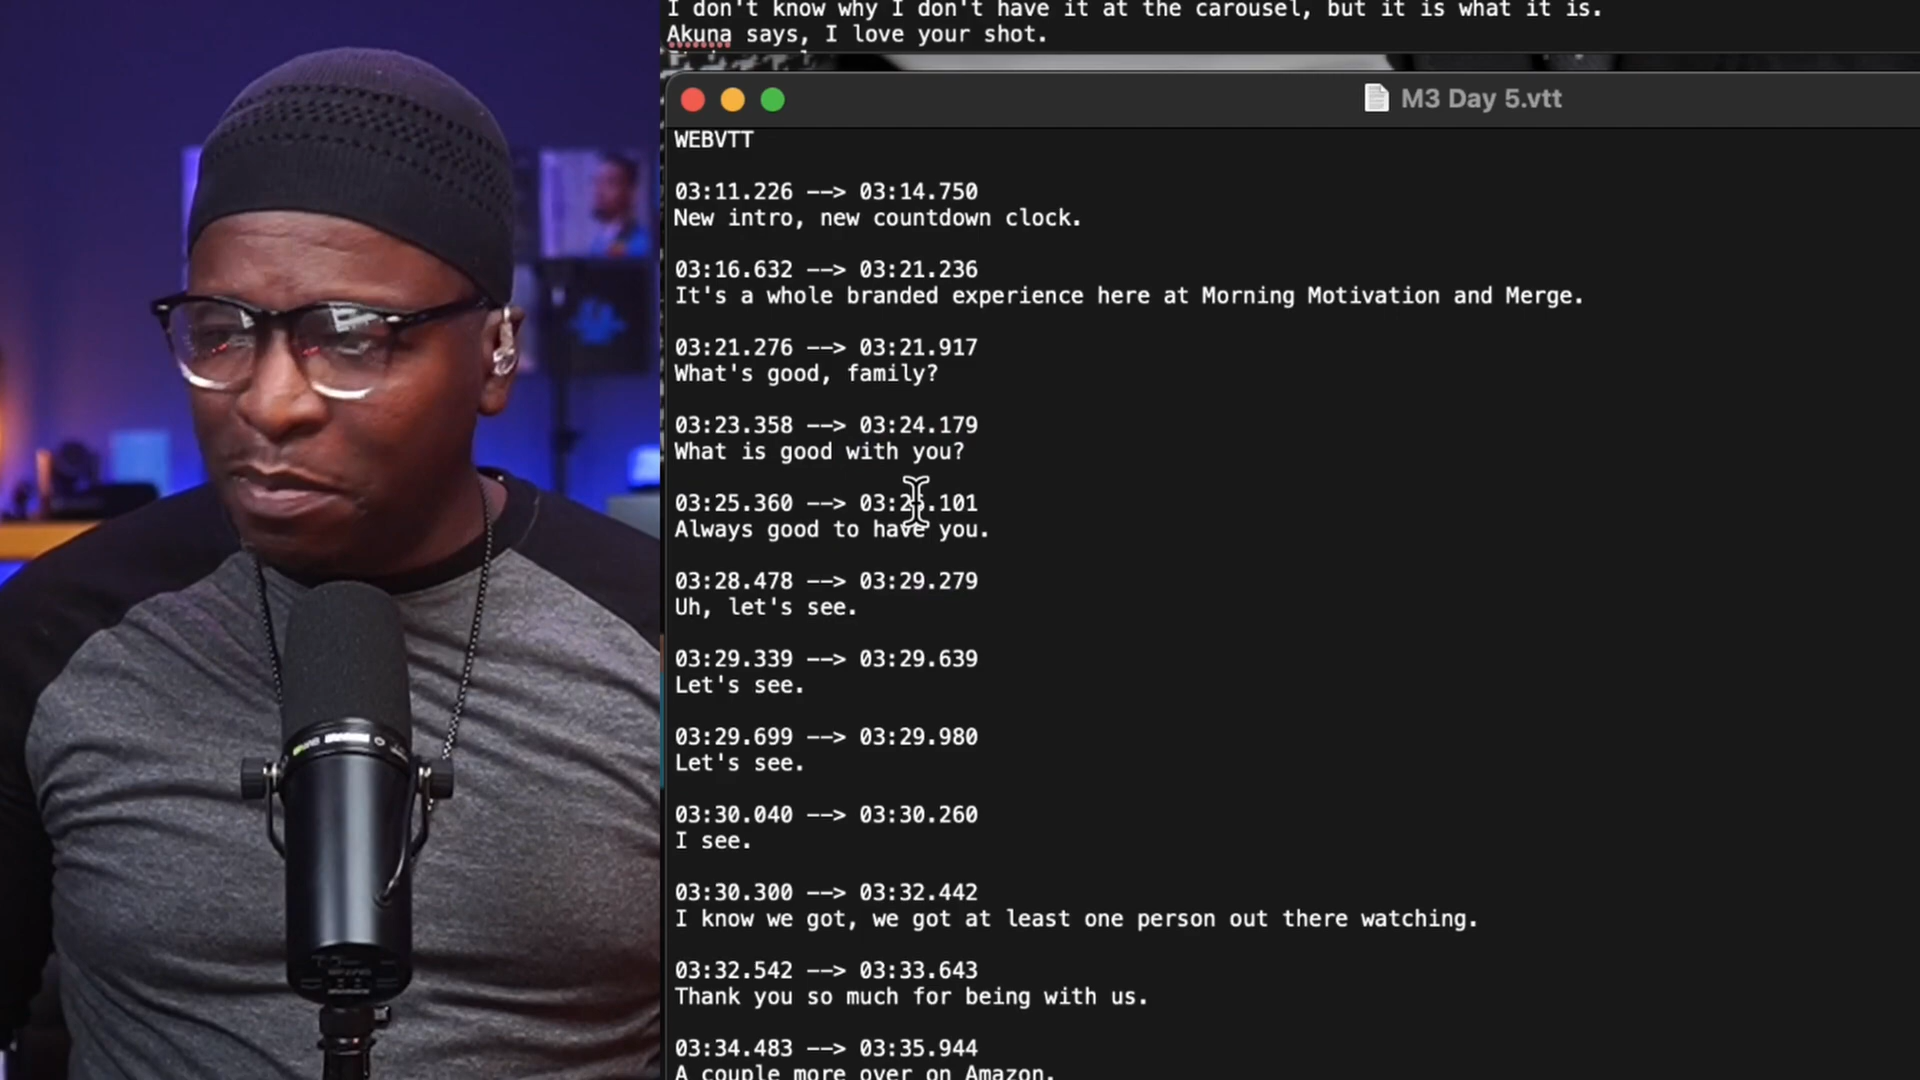 I don't know why I don't have it at the carousel, but it is what it is.
Akuna says, I love your shot.
M3 Day 5.vtt
WEBVTT
03:11.226 --> 03:14.750
New intro, new countdown clock.
03:16.632 --> 03:21.236
It's a whole branded experience here at Morning Motivation and Merge.
03:21.276 --> 03:21.917
What's good, family?
03:23.358 --> 03:24.179
What is good with you?
03:25.360 --> 03:2 .101
Always good to have you.
03:28.478 --> 03:29.279
Uh, let's see.
03:29.339 --> 03:29.639
Let's see.
03:29.699 --> 03:29.980
Let's see.
03:30.040 --> 03:30.260
I see.
03:30.300 --> 03:32.442
I know we got, we got at least one person out there watching.
03:32.542 --> 03:33.643
Thank you so much for being with us.
03:34.483 --> 03:35.944
A couple more over on Amazon.